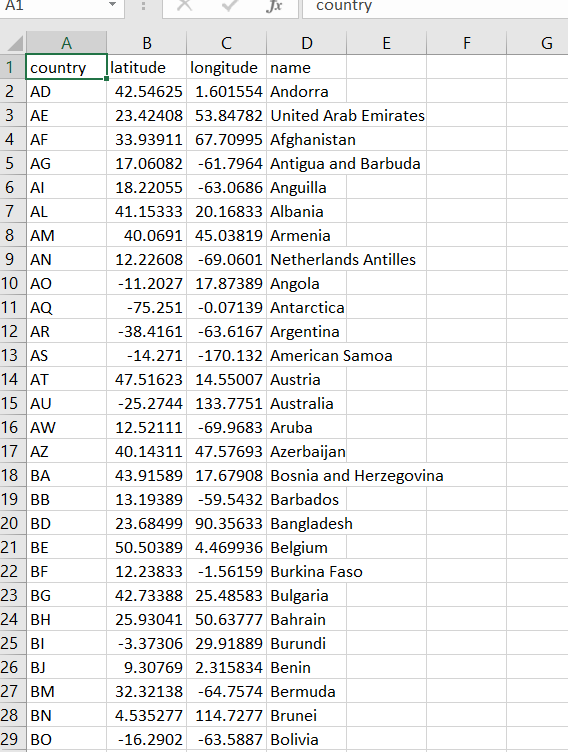 A1 fx country
A B C D E F G
1 country latitude longitude name
2 AD 42.54625 1.601554 Andorra
3 AE 23.42408 53.84782 United Arab Emirates
4 AF 33.93911 67.70995 Afghanistan
5 AG 17.06082 -61.7964 Antigua and Barbuda
6 AI 18.22055 -63.0686 Anguilla
7 AL 41.15333 20.16833 Albania
8 AM 40.0691 45.03819 Armenia
9 AN 12.22608 -69.0601 Netherlands Antilles
10 AO -11.2027 17.87389 Angola
11 AQ -75.251 -0.07139 Antarctica
12 AR -38.4161 -63.6167 Argentina
13 AS -14.271 -170.132 American Samoa
14 AT 47.51623 14.55007 Austria
15 AU -25.2744 133.7751 Australia
16 AW 12.52111 -69.9683 Aruba
17 AZ 40.14311 47.57693 Azerbaijan
18 BA 43.91589 17.67908 Bosnia and Herzegovina
19 BB 13.19389 -59.5432 Barbados
20 BD 23.68499 90.35633 Bangladesh
21 BE 50.50389 4.469936 Belgium
22 BF 12.23833 -1.56159 Burkina Faso
23 BG 42.73388 25.48583 Bulgaria
24 BH 25.93041 50.63777 Bahrain
25 BI -3.37306 29.91889 Burundi
26 BJ 9.30769 2.315834 Benin
27 BM 32.32138 -64.7574 Bermuda
28 BN 4.535277 114.7277 Brunei
29 BO -16.2902 -63.5887 Bolivia